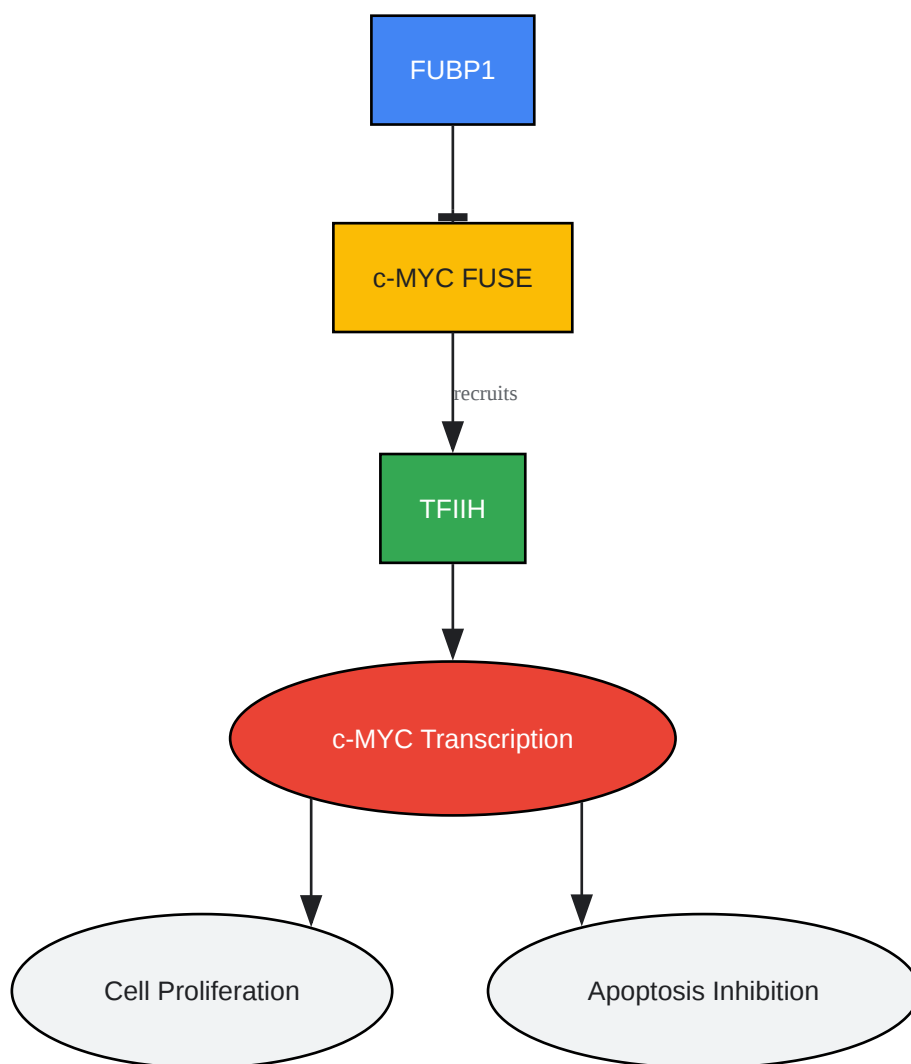 FUBP1
c-MYC FUSE
recruits
TFIIH
c-MYC Transcription
Cell Proliferation
Apoptosis Inhibition